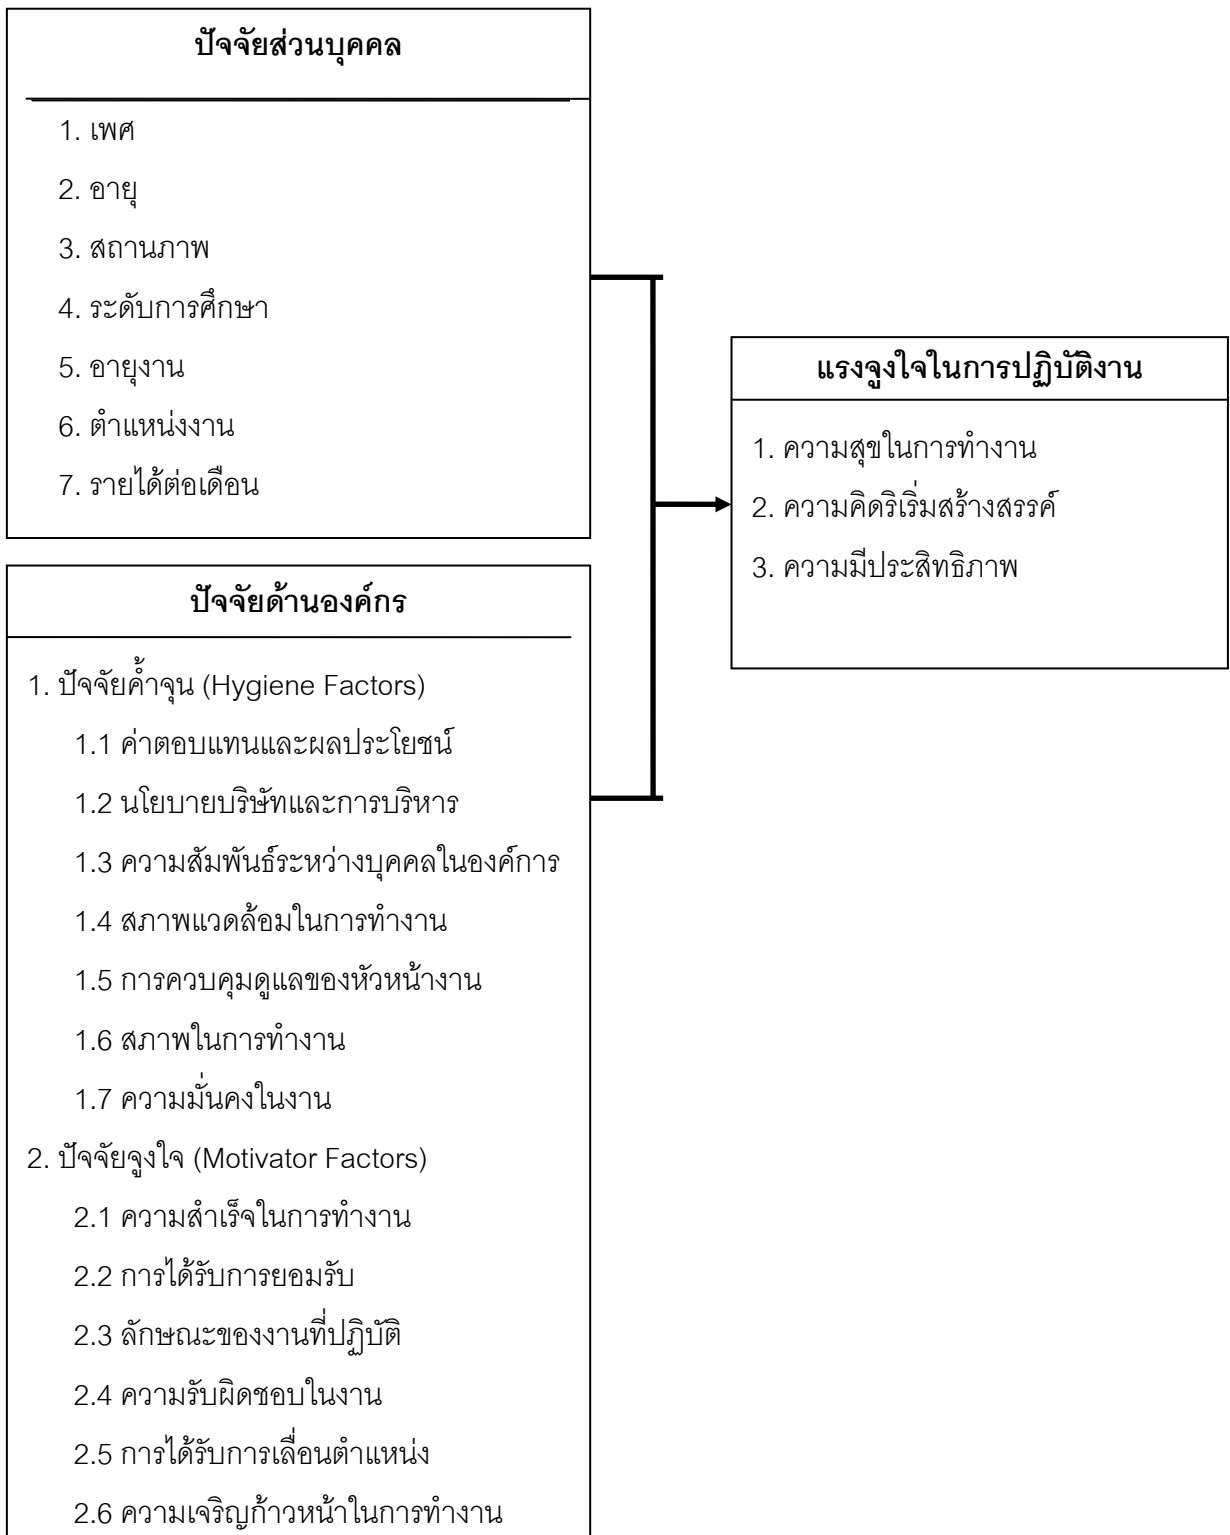 ปัจจัยส่วนบุคคล
1. เพศ
2. อายุ
3. สถานภาพ
4. ระดับการศึกษา
5. อายุงาน
6. ตำแหน่งงาน
7. รายได้ต่อเดือน
แรงจูงใจในการปฏิบัติงาน
1. ความสุขในการทำงาน
2. ความคิดริเริ่มสร้างสรรค์
3. ความมีประสิทธิภาพ
ปัจจัยด้านองค์กร
1. ปัจจัยค้ำจุน (Hygiene Factors)
1.1 ค่าตอบแทนและผลประโยชน์
1.2 นโยบายบริษัทและการบริหาร
1.3 ความสัมพันธ์ระหว่างบุคคลในองค์การ
1.4 สภาพแวดล้อมในการทำงาน
1.5 การควบคุมดูแลของหัวหน้างาน
1.6 สภาพในการทำงาน
1.7 ความมั่นคงในงาน
2. ปัจจัยจูงใจ (Motivator Factors)
2.1 ความสำเร็จในการทำงาน
2.2 การได้รับการยอมรับ
2.3 ลักษณะของงานที่ปฏิบัติ
2.4 ความรับผิดชอบในงาน
2.5 การได้รับการเลื่อนตำแหน่ง
2.6 ความเจริญก้าวหน้าในการทำงาน